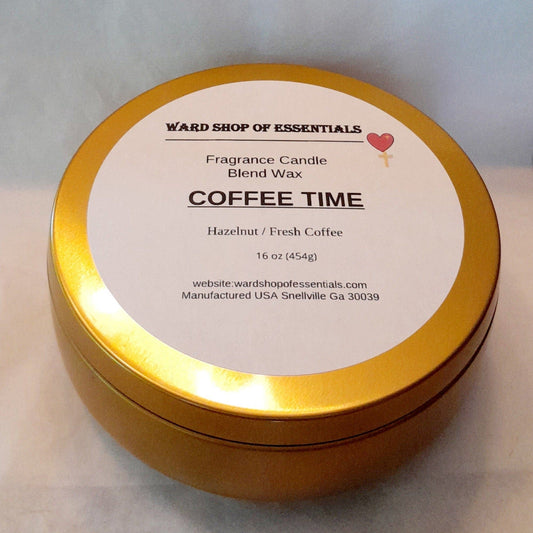 WARD SHOP OF ESSENTIALS
Fragrance Candle
Blend Wax
COFFEE TIME
Hazelnut / Fresh Coffee
16 oz (454g)
website:wardshopofessentials.com
Manufactured USA Snellville Ga 30039